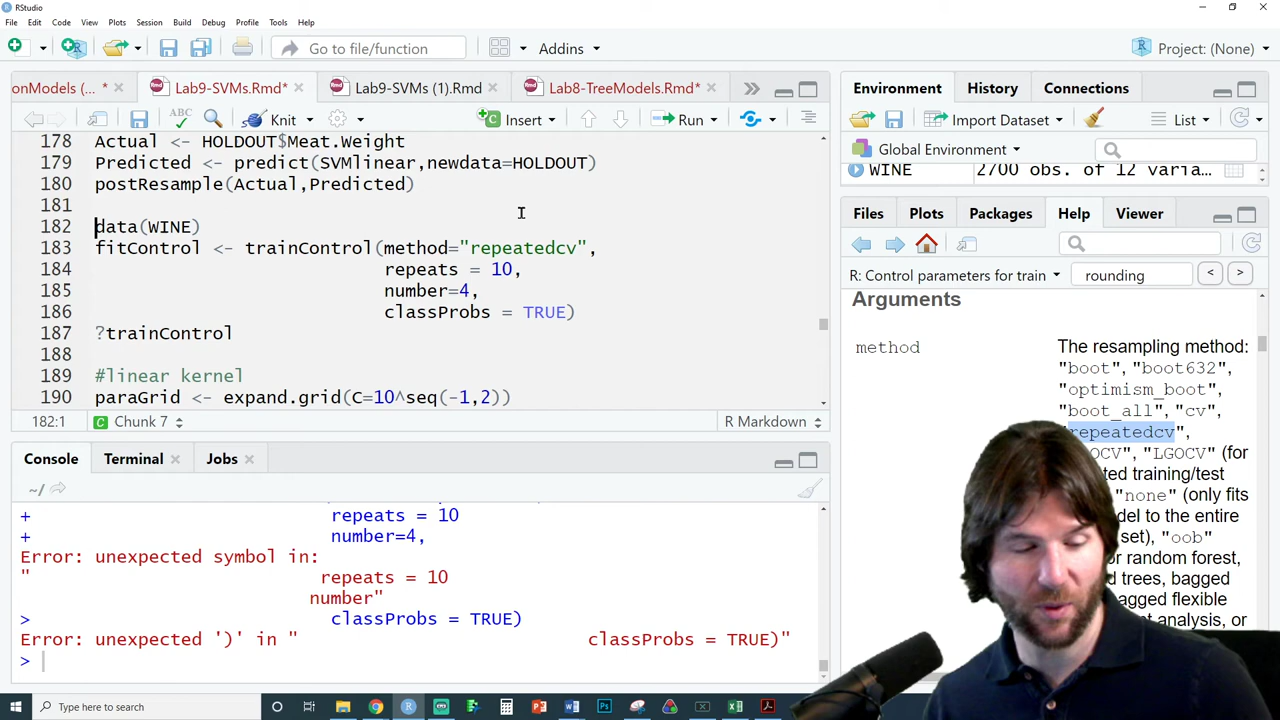 RStudio
File Edit Code View Plots Session Build Debug Profile Tools Help
Go to file/function
Addins
Project: (None)
onModels (... *
Lab9-SVMs.Rmd*
Lab9-SVMs (1).Rmd
Lab8-TreeModels.Rmd*
ABC
Knit
Insert
Run
178 Actual <- HOLDOUT$Meat.Weight
179 Predicted <- predict(SVMlinear,newdata=HOLDOUT)
180 postResample(Actual,Predicted)
181
182 data(WINE)
183 fitControl <- trainControl(method="repeatedcv",
184 repeats = 10,
185 number=4,
186 classProbs = TRUE)
187 ?trainControl
188
189 #linear kernel
190 paraGrid <- expand.grid(C=10^seq(-1,2))
182:1 Chunk 7 R Markdown
Console Terminal Jobs
~/
+ repeats = 10
+ number=4,
Error: unexpected symbol in:
" repeats = 10
number"
> classProbs = TRUE)
Error: unexpected ')' in " classProbs = TRUE)"
>
Environment History Connections
Import Dataset List
Global Environment
WINE 2700 obs. of 12 varia...
Files Plots Packages Help Viewer
R: Control parameters for train rounding
Arguments
method The resampling method:
"boot", "boot632",
"optimism_boot",
"boot_all", "cv",
repeatedcv",
"LGOCV" (for
training/test
"none" (only fits
to the entire
set), "oob"
random forest,
trees, bagged
flexible
analysis, or
Type here to search